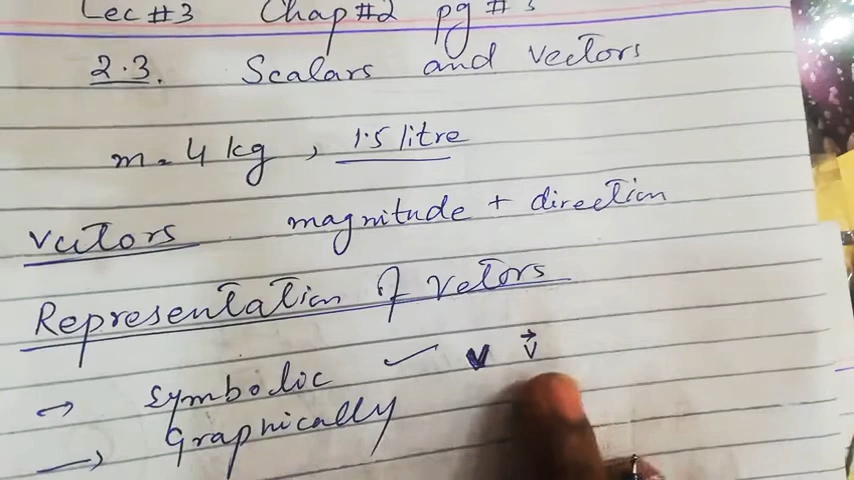 Lec #3 Chap #2 pg #
2.3. Scalars and vectors
m = 4 kg , 1.5 litre
vectors magnitude + direction
Representation of vetors
→ Symbolic ✓ v v⃗
→ Graphically